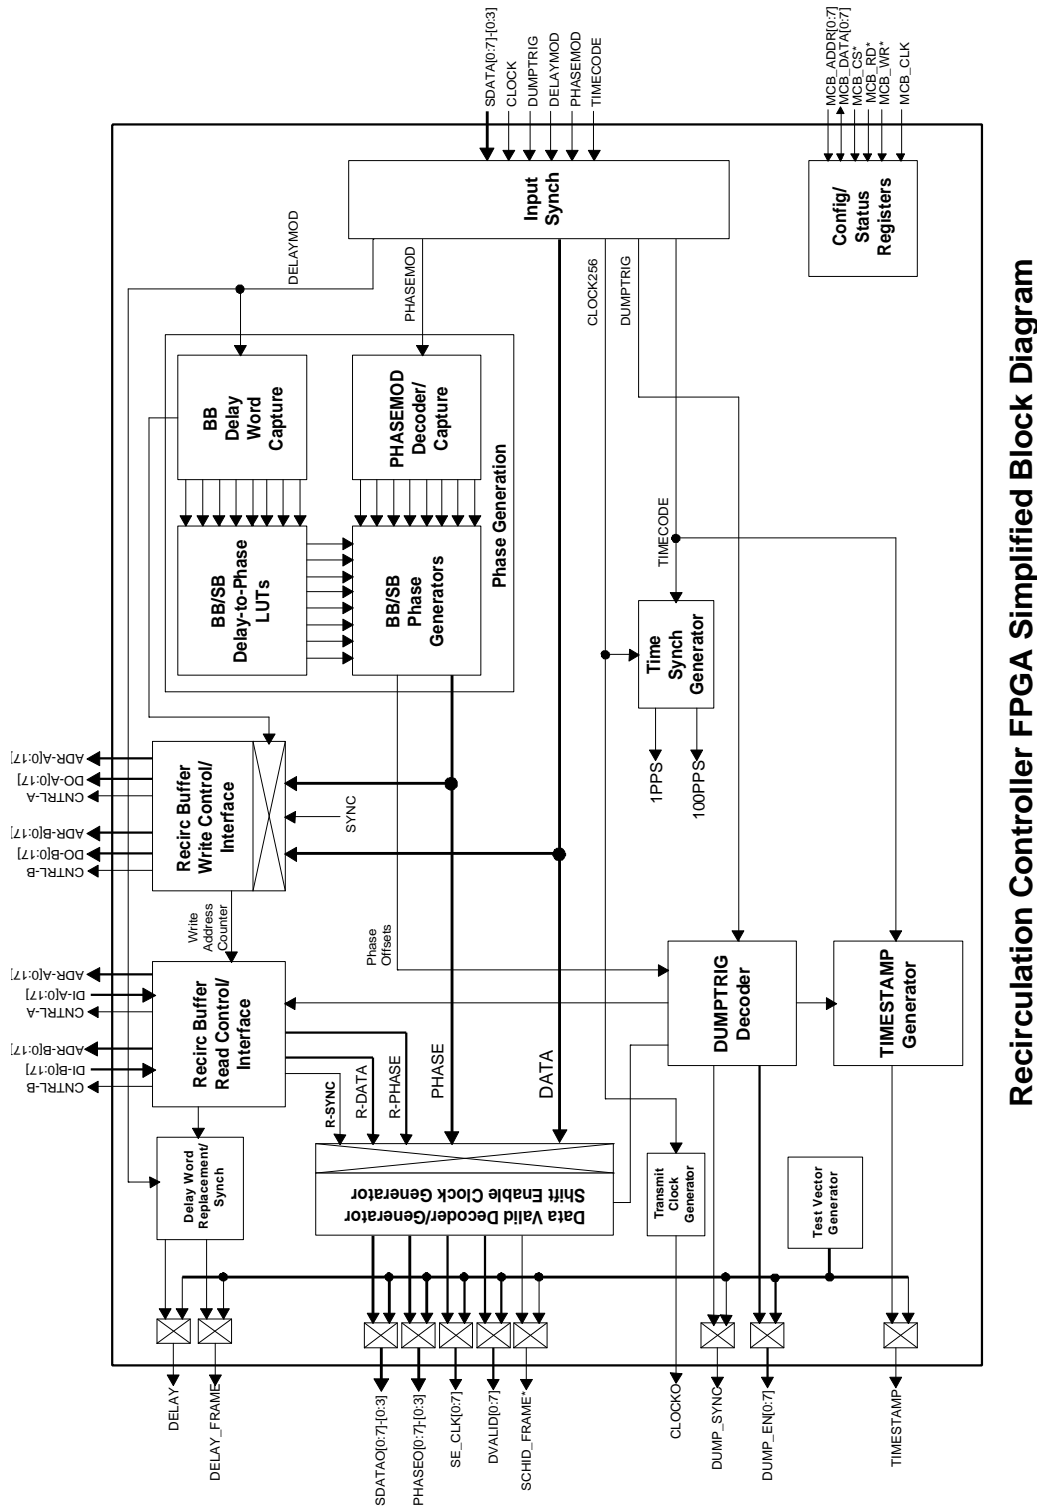 Recirculation Controller FPGA Simplified Block Diagram
SDATA[0:7]-[0:3]
CLOCK
DUMPTRIG
DELAYMOD
PHASEMOD
TIMECODE
MCB_ADDR[0:7]
MCB_DATA[0:7]
MCB_CS*
MCB_RD*
MCB_WR*
MCB_CLK
Input
Synch
Config/
Status
Registers
DELAYMOD
PHASEMOD
CLOCK256
DUMPTRIG
BB
Delay
Word
Capture
PHASEMOD
Decoder/
Capture
BB/SB
Delay-to-Phase
LUTs
BB/SB
Phase
Generators
Phase Generation
TIMECODE
Time
Synch
Generator
1PPS
100PPS
ADR-A[0:17]
DO-A[0:17]
CNTRL-A
ADR-B[0:17]
DO-B[0:17]
CNTRL-B
Recirc Buffer
Write Control/
Interface
SYNC
Write
Address
Counter
Phase
Offsets
ADR-A[0:17]
DI-A[0:17]
CNTRL-A
ADR-B[0:17]
DI-B[0:17]
CNTRL-B
Recirc Buffer
Read Control/
Interface
R-SYNC
R-DATA
R-PHASE
PHASE
DATA
DUMPTRIG
Decoder
TIMESTAMP
Generator
Delay Word
Replacement/
Synch
Data Valid Decoder/Generator
Shift Enable Clock Generator
Transmit
Clock
Generator
Test Vector
Generator
DELAY
DELAY_FRAME
SDATAO[0:7]-[0:3]
PHASEO[0:7]-[0:3]
SE_CLK[0:7]
DVALID[0:7]
SCHID_FRAME*
CLOCKO
DUMP_SYNC
DUMP_EN[0:7]
TIMESTAMP